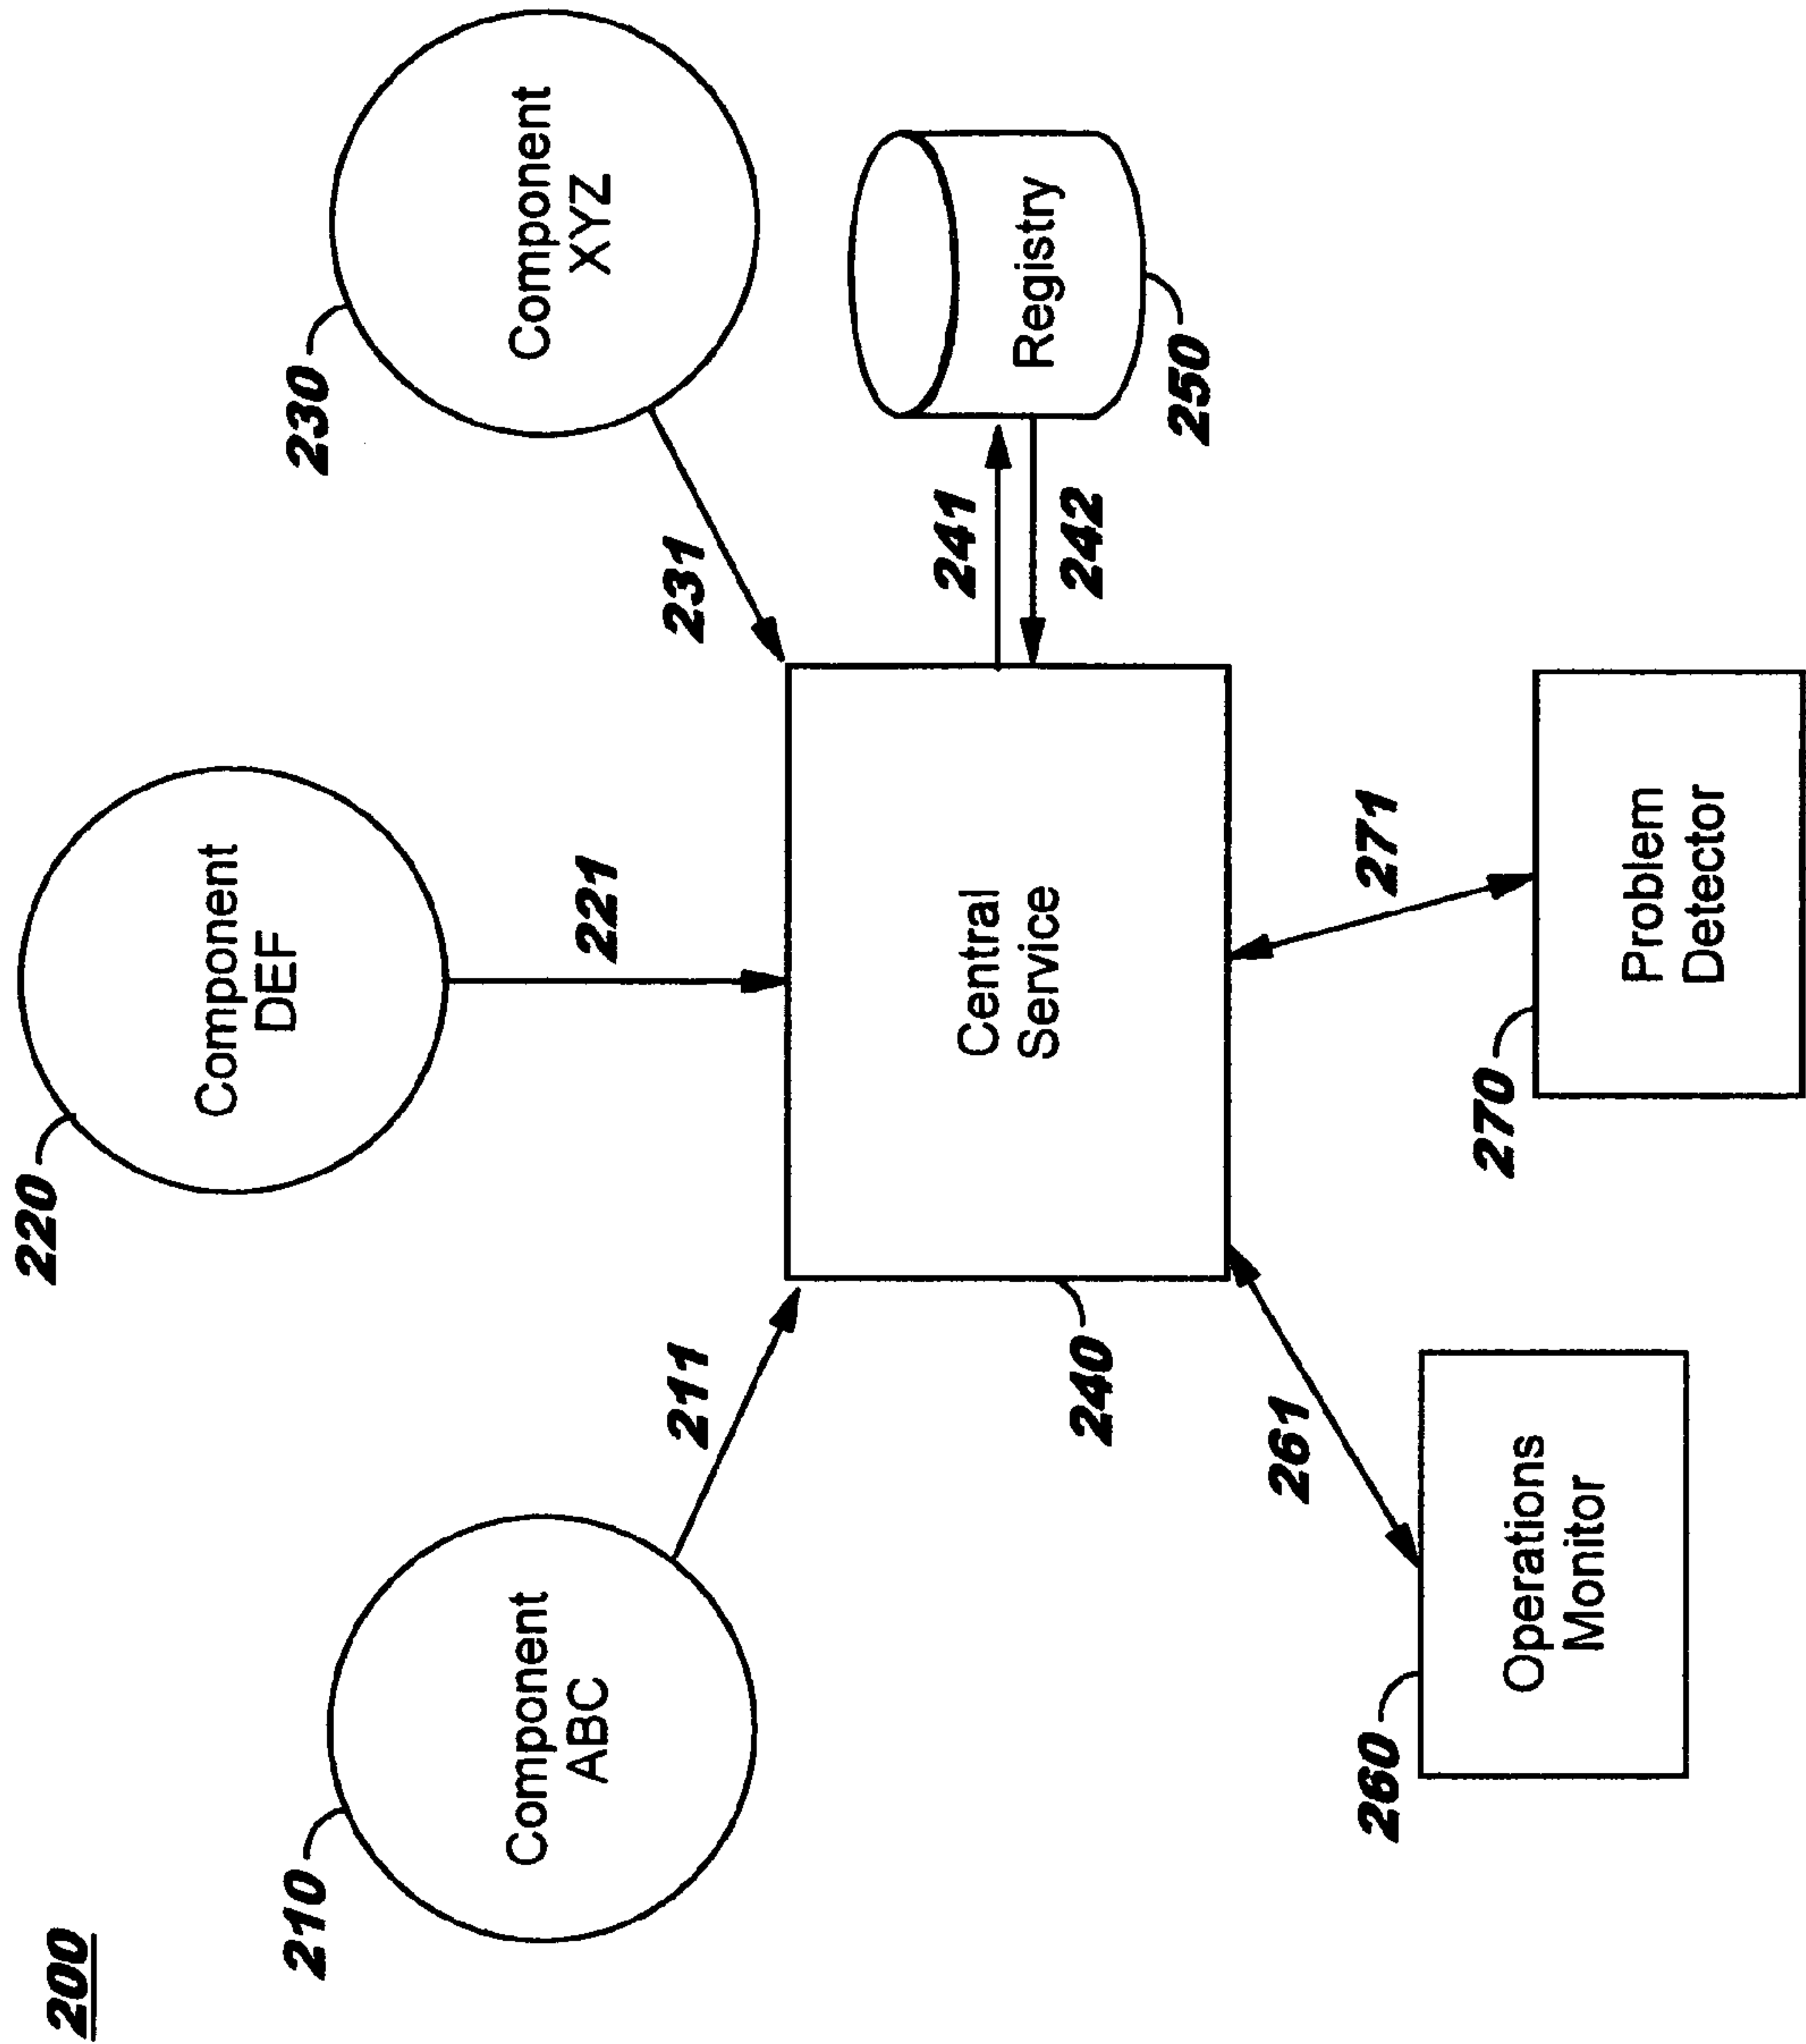 200
220
Component
DEF
210
Component
ABC
230
Component
XYZ
211
221
231
240
Central
Service
241
242
Registry
250
261
271
260
Operations
Monitor
270
Problem
Detector